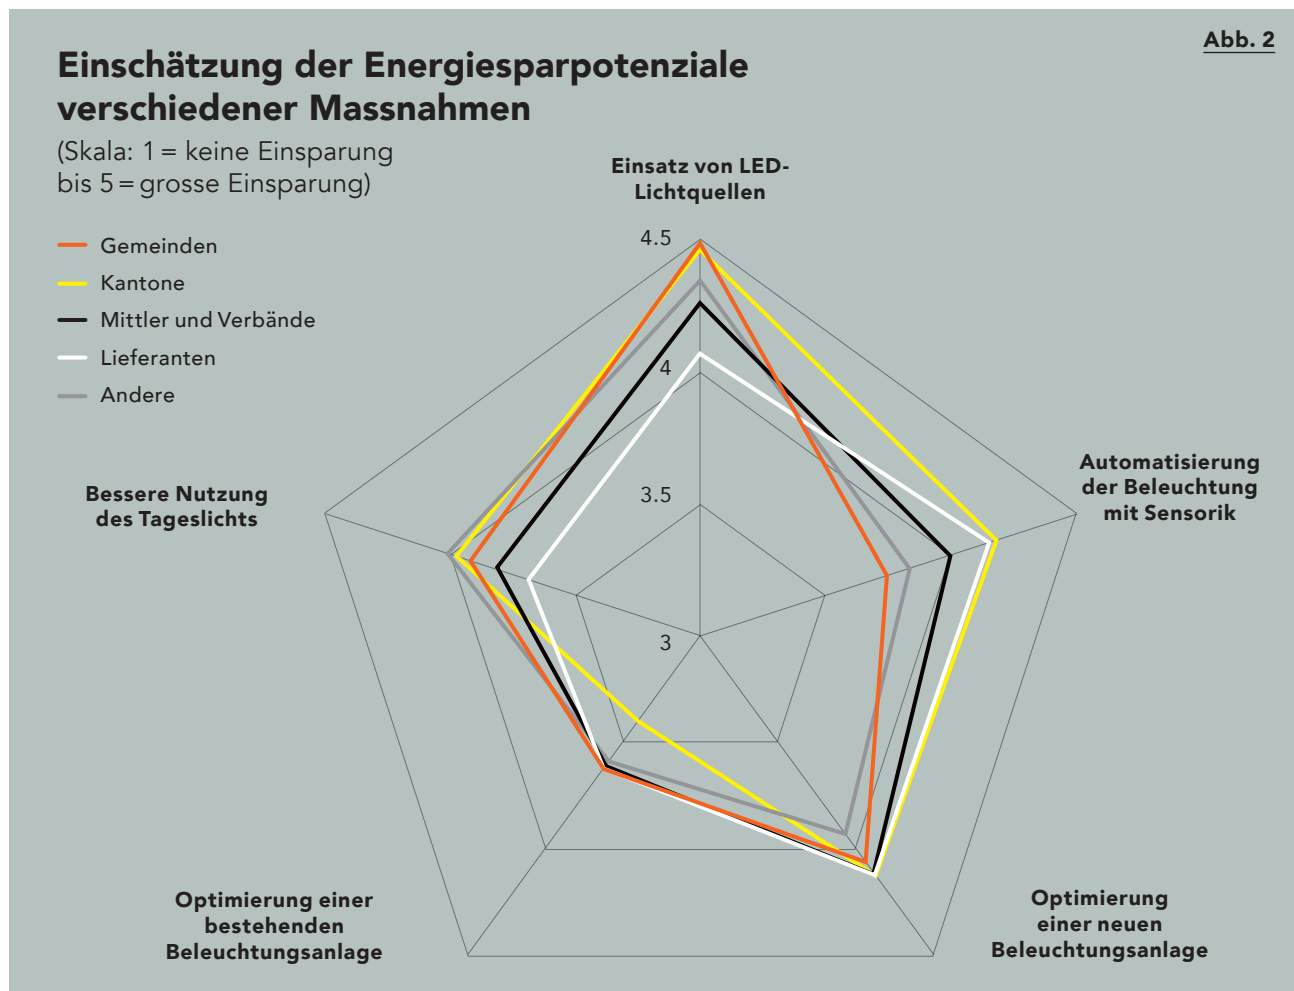 Abb. 2
Einschätzung der Energiesparpotenziale
verschiedener Massnahmen
(Skala: 1 = keine Einsparung
bis 5 = grosse Einsparung)
Gemeinden
Kantone
Mittler und Verbände
Lieferanten
Andere
Einsatz von LED-
Lichtquellen
4.5
4
3.5
3
Automatisierung
der Beleuchtung
mit Sensorik
Bessere Nutzung
des Tageslichts
Optimierung einer
bestehenden
Beleuchtungsanlage
Optimierung
einer neuen
Beleuchtungsanlage